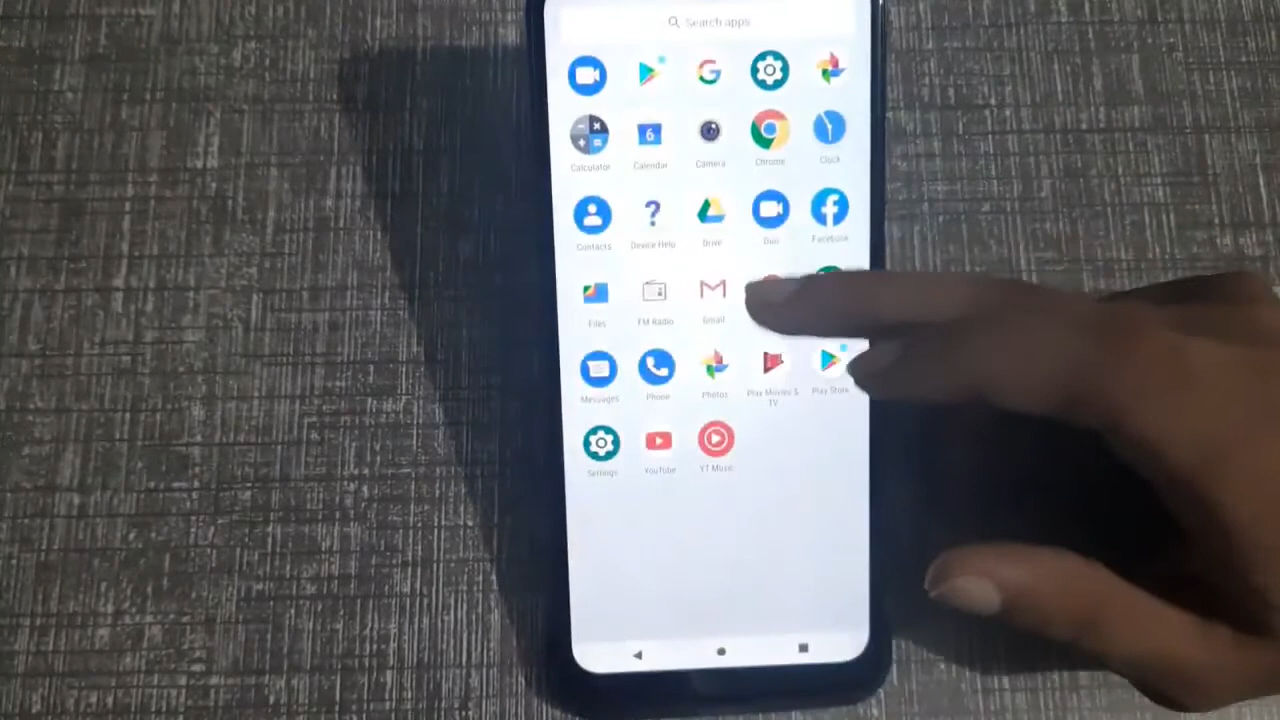 Search apps
Calculator Calendar Camera Chrome Clock
6
Contacts Device Help Drive Duo Facebook
Files FM Radio Gmail
Messages Phone Photos Play Movies & TV Play Store
Settings YouTube YT Music